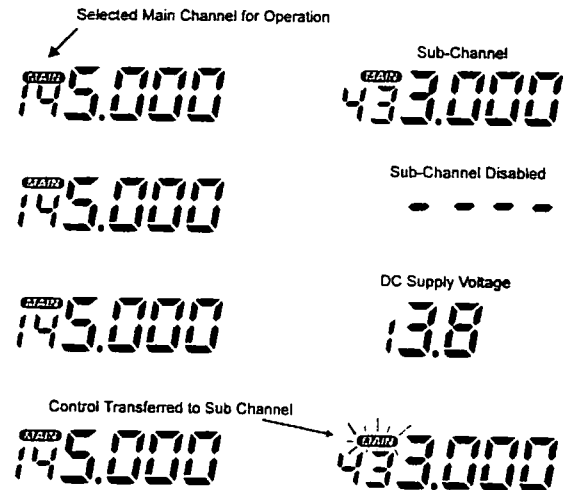 Selected Main Channel for Operation
MAIN
145.000
Sub-Channel
MAIN
433.000
MAIN
145.000
Sub-Channel Disabled
- - - -
MAIN
145.000
DC Supply Voltage
13.8
Control Transferred to Sub Channel
MAIN
145.000
MAIN
433.000